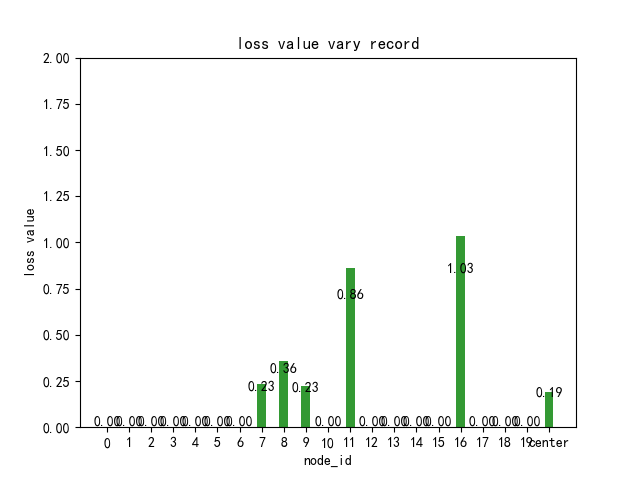 loss value vary record
2.00
1.75
1.50
1.25
1.00
0.75
0.50
0.25
0.00
loss value
0.00 0.00 0.00 0.00 0.00 0.00 0.00 0.23 0.36 0.23 0.00 0.86 0.00 0.00 0.00 0.00 1.03 0.00 0.00 0.00 0.19
0 1 2 3 4 5 6 7 8 9 10 11 12 13 14 15 16 17 18 19 center
node_id